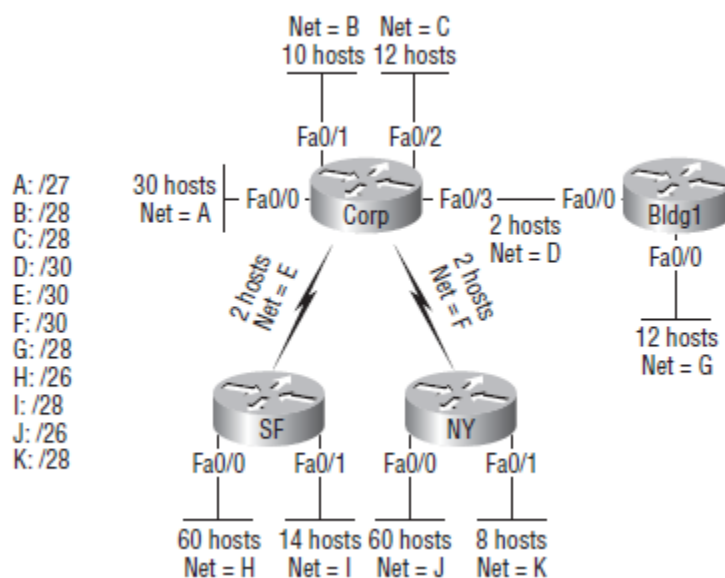 Net = B
10 hosts
Net = C
12 hosts
Fa0/1
Fa0/2
A: /27
B: /28
C: /28
D: /30
E: /30
F: /30
G: /28
H: /26
I: /28
J: /26
K: /28
30 hosts
Net = A
Fa0/0
Corp
Fa0/3
2 hosts
Net = D
Fa0/0
Bldg1
Fa0/0
12 hosts
Net = G
2 hosts
Net = E
2 hosts
Net = F
SF
NY
Fa0/0
Fa0/1
Fa0/0
Fa0/1
60 hosts
Net = H
14 hosts
Net = I
60 hosts
Net = J
8 hosts
Net = K